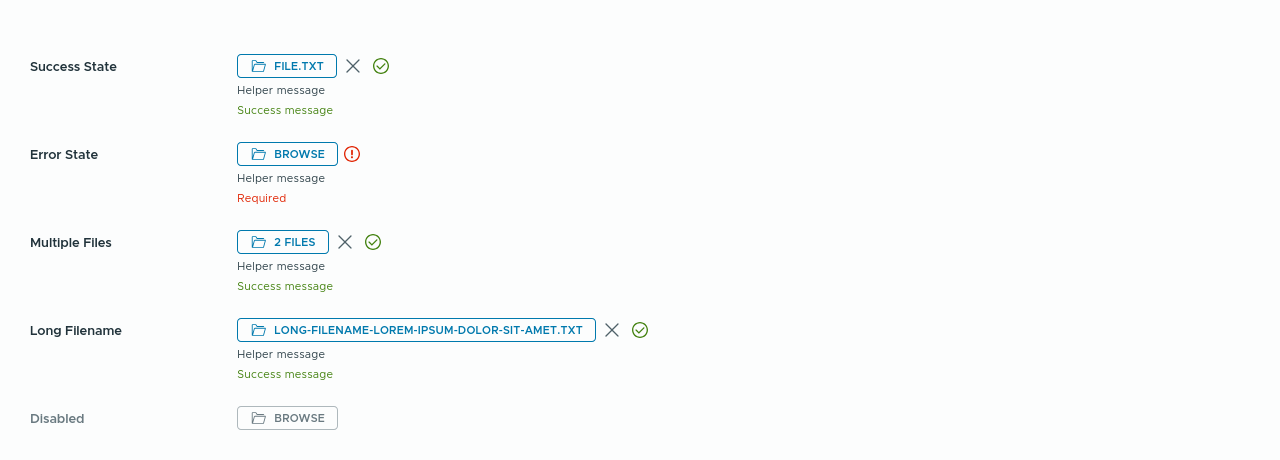 Success State
FILE.TXT
Helper message
Success message
Error State
BROWSE
Helper message
Required
Multiple Files
2 FILES
Helper message
Success message
Long Filename
LONG-FILENAME-LOREM-IPSUM-DOLOR-SIT-AMET.TXT
Helper message
Success message
Disabled
BROWSE